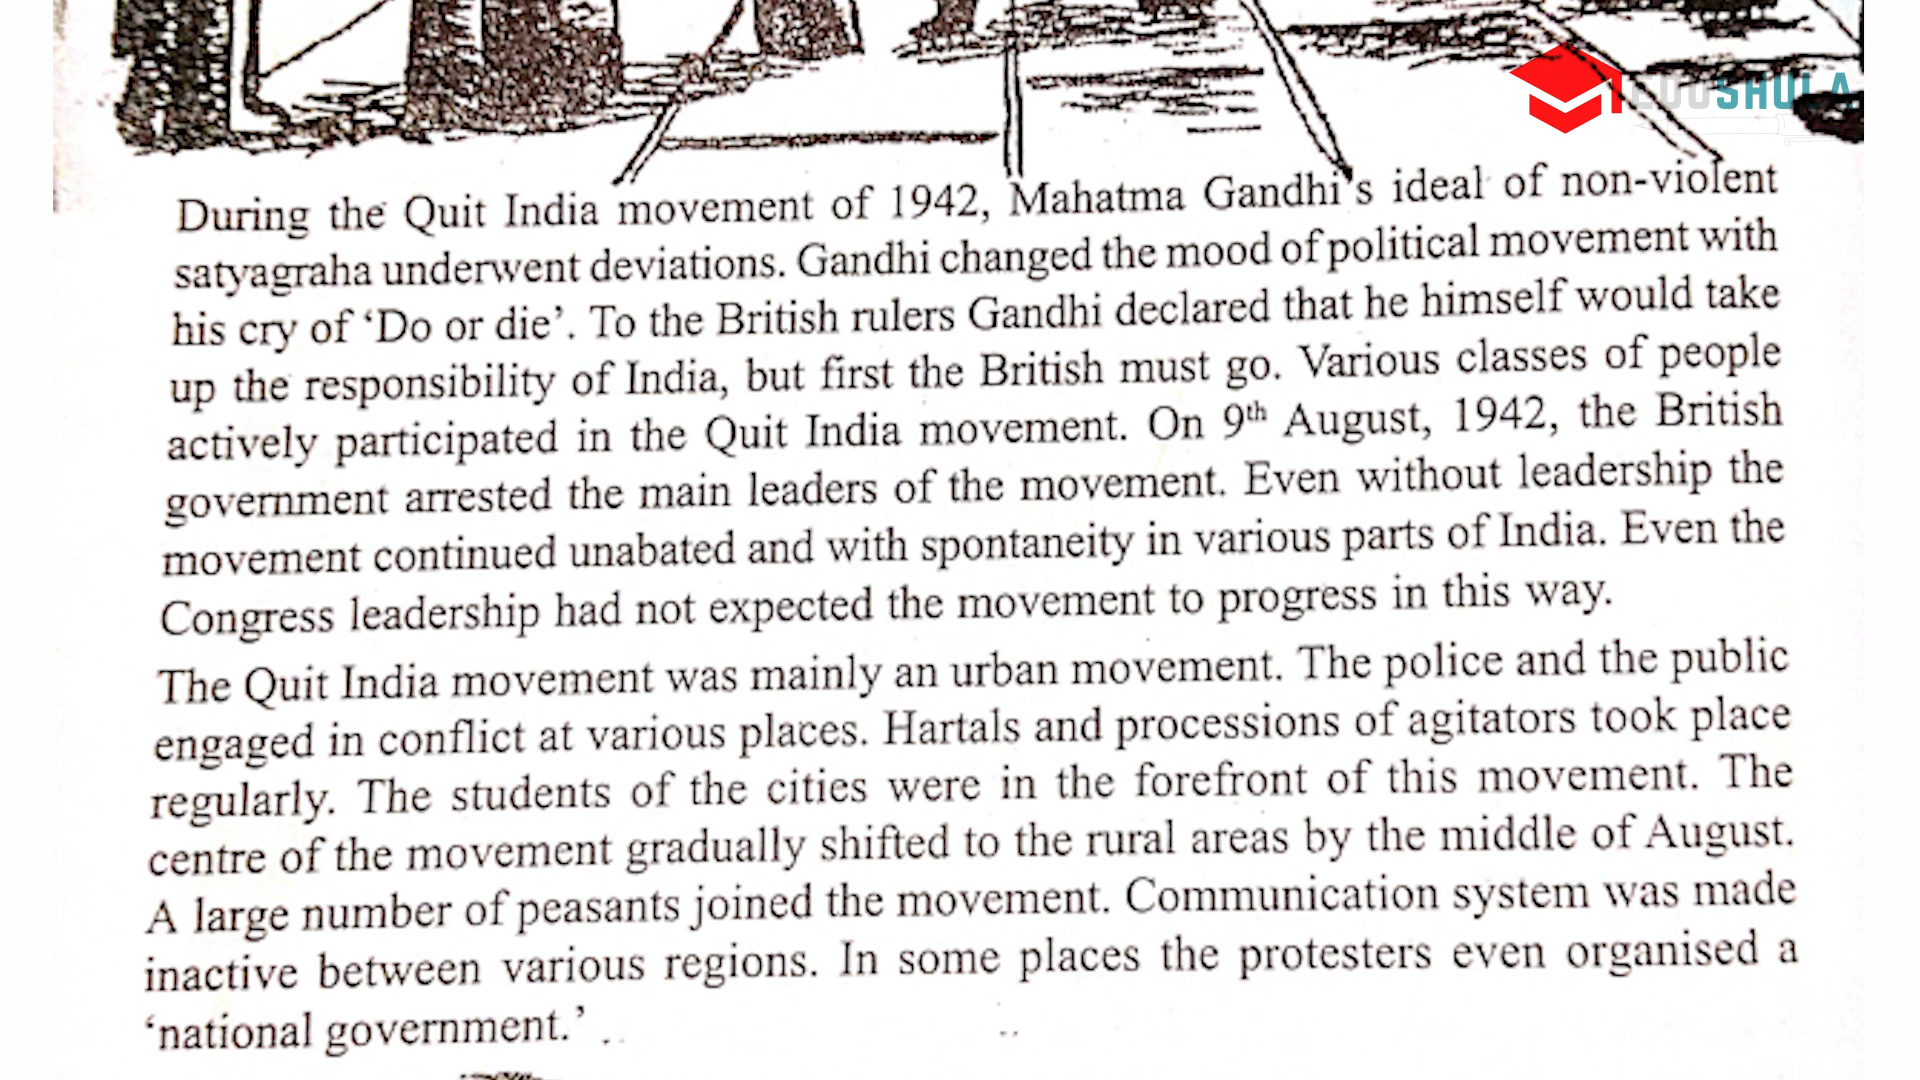 EDUSHULA
During the Quit India movement of 1942, Mahatma Gandhi's ideal of non-violent
satyagraha underwent deviations. Gandhi changed the mood of political movement with
his cry of ‘Do or die’. To the British rulers Gandhi declared that he himself would take
up the responsibility of India, but first the British must go. Various classes of people
actively participated in the Quit India movement. On 9th August, 1942, the British
government arrested the main leaders of the movement. Even without leadership the
movement continued unabated and with spontaneity in various parts of India. Even the
Congress leadership had not expected the movement to progress in this way.
The Quit India movement was mainly an urban movement. The police and the public
engaged in conflict at various places. Hartals and processions of agitators took place
regularly. The students of the cities were in the forefront of this movement. The
centre of the movement gradually shifted to the rural areas by the middle of August.
A large number of peasants joined the movement. Communication system was made
inactive between various regions. In some places the protesters even organised a
‘national government.’